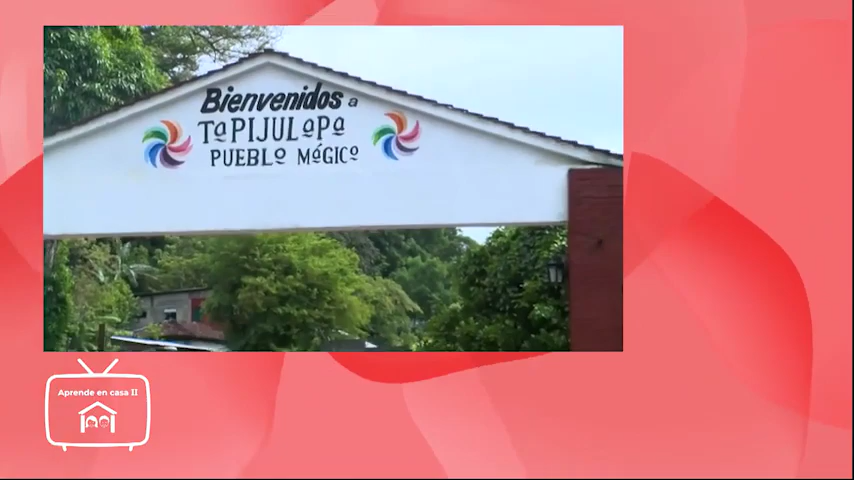 Bienvenidos a
TaPIJULaPa
PUEBLo MáGICo
Aprende en casa II